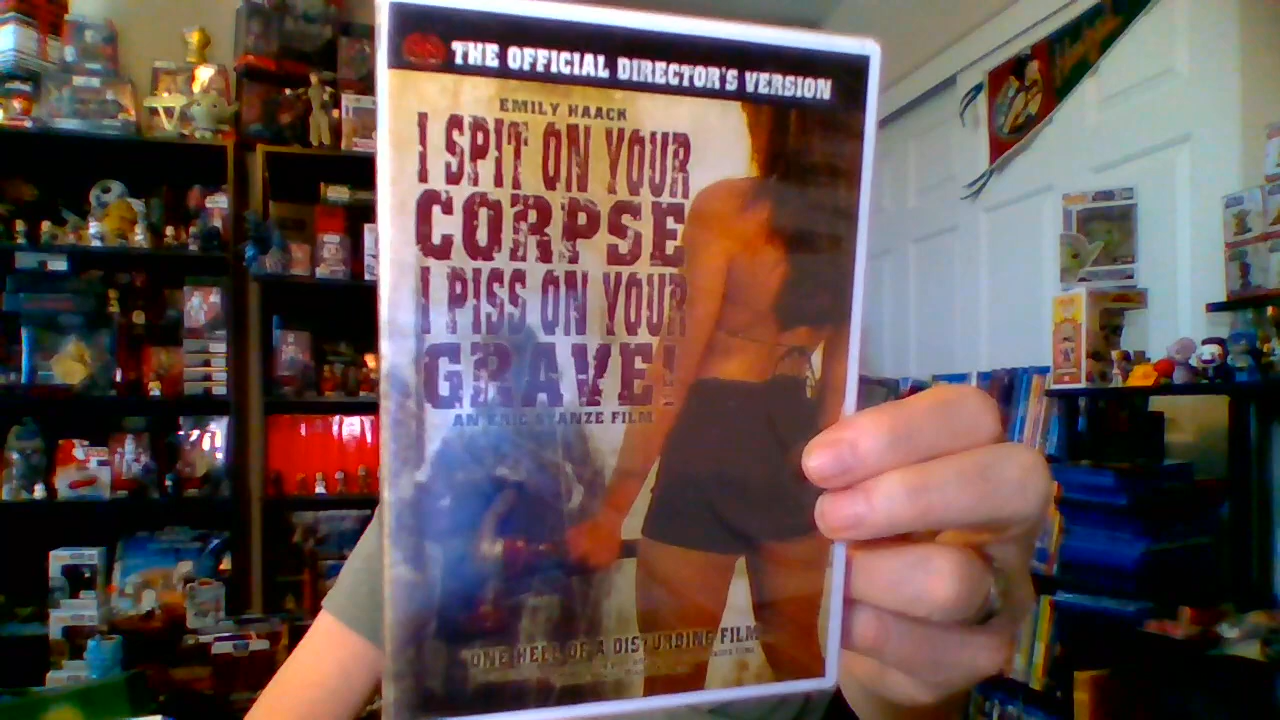 THE OFFICIAL DIRECTOR'S VERSION
EMILY HAACK
I SPIT ON YOUR
CORPSE
I PISS ON YOUR
GRAVE!
AN ERIC STANZE FILM
ONE HELL OF A DISTURBING FILM